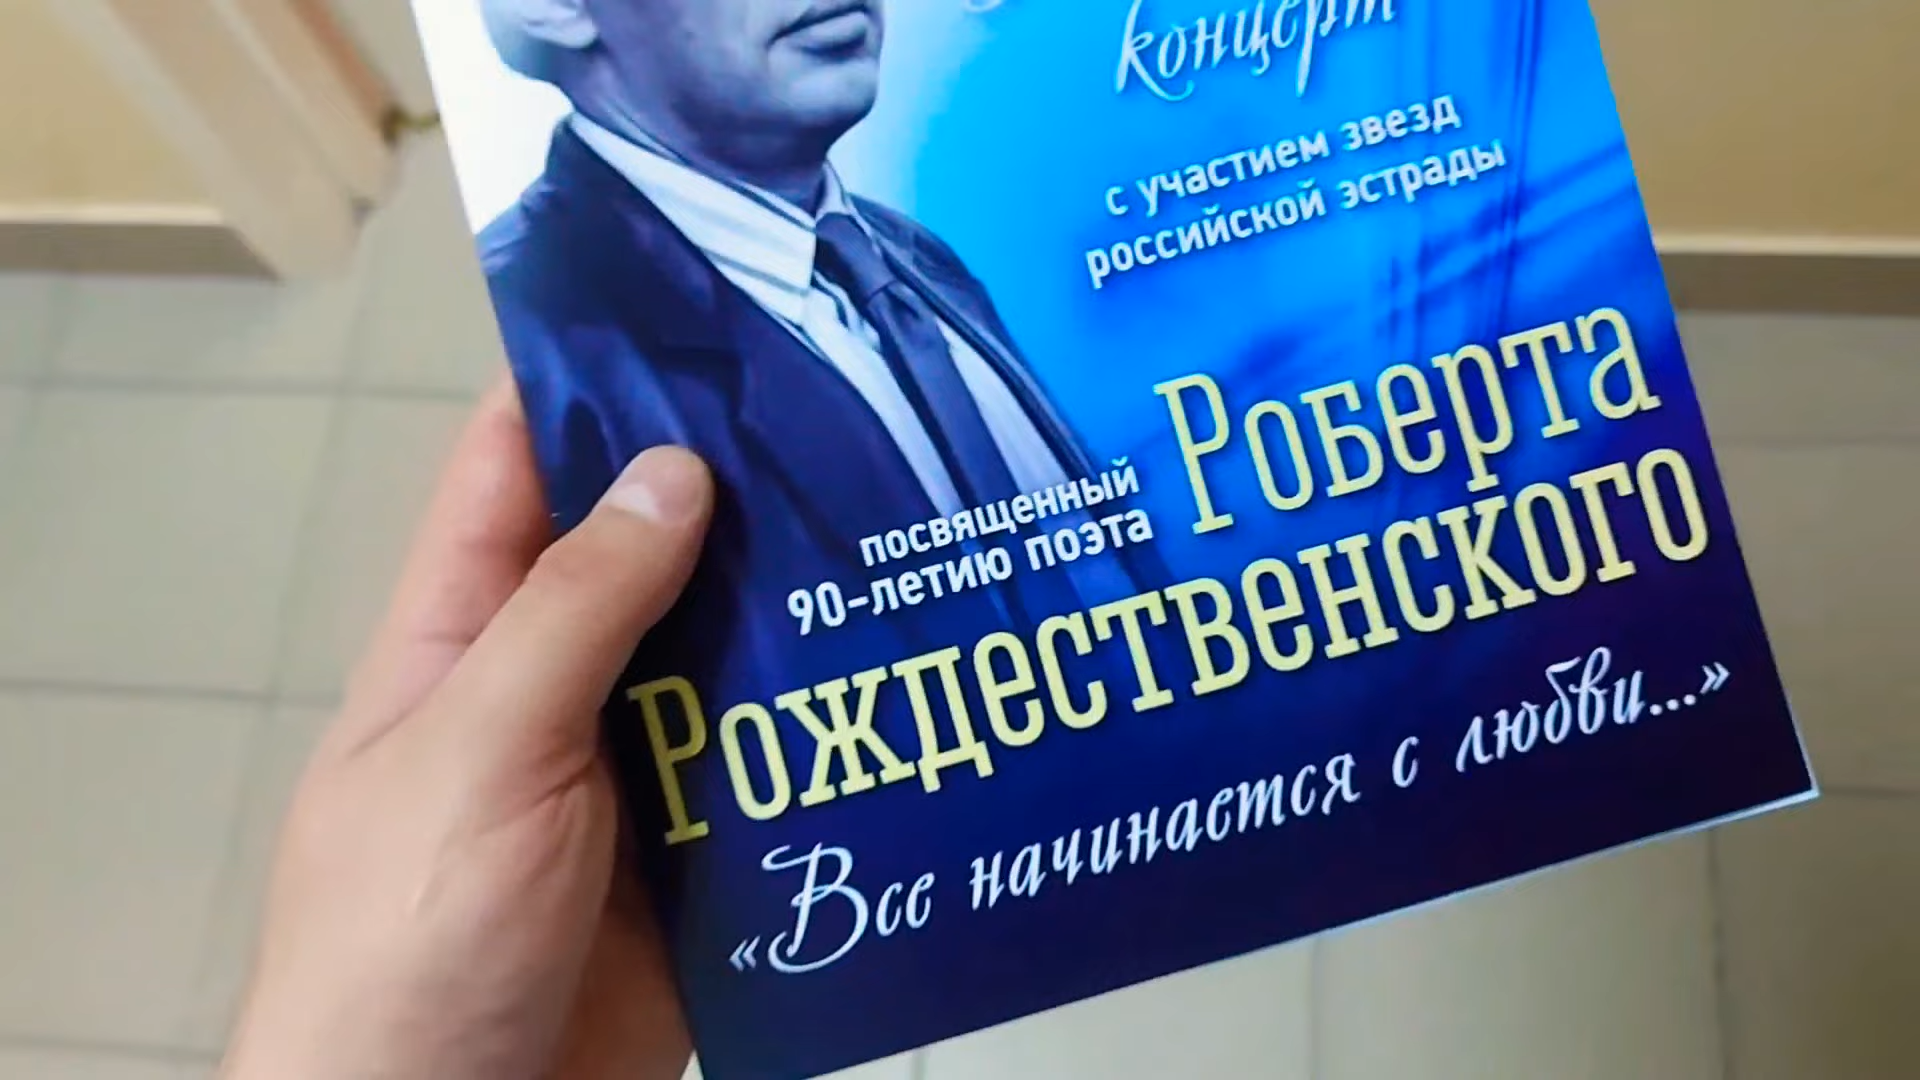 концерт
с участием звезд
российской эстрады
посвященный
90-летию поэта
Роберта
Рождественского
«Все начинается с любви...»